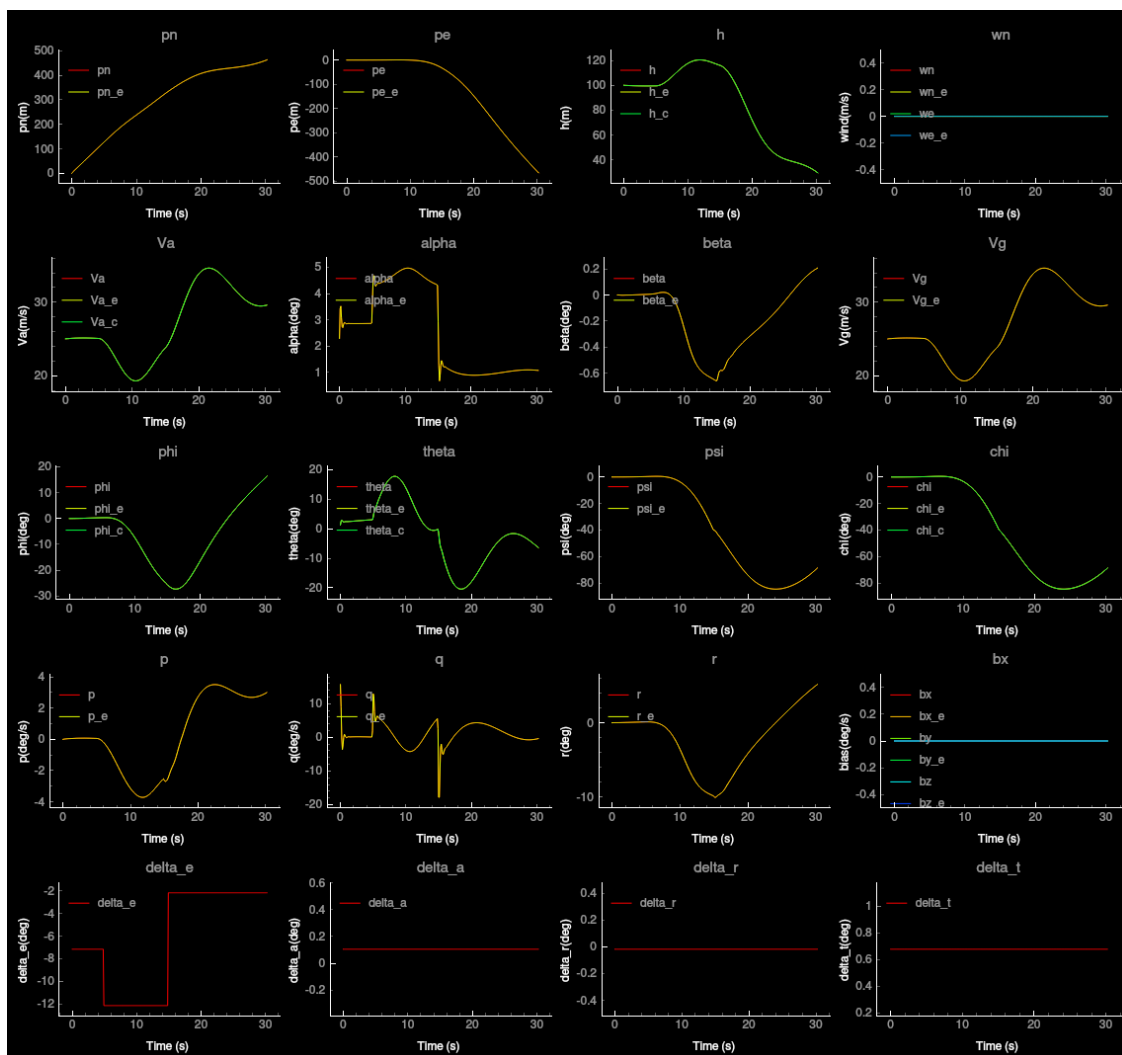 pn
pn(m)
500
400
300
200
100
0
pn
pn_e
0
10
20
30
Time (s)
pe
pe(m)
0
-100
-200
-300
-400
-500
pe
pe_e
0
10
20
30
Time (s)
h
h(m)
120
100
80
60
40
h
h_e
h_c
0
10
20
30
Time (s)
wn
wind(m/s)
0.4
0.2
0
-0.2
-0.4
wn
wn_e
we
we_e
0
10
20
30
Time (s)
Va
Va(m/s)
30
20
Va
Va_e
Va_c
0
10
20
30
Time (s)
alpha
alpha(deg)
5
4
3
2
1
alpha
alpha_e
0
10
20
30
Time (s)
beta
beta(deg)
0.2
0
-0.2
-0.4
-0.6
beta
beta_e
0
10
20
30
Time (s)
Vg
Vg(m/s)
30
20
Vg
Vg_e
0
10
20
30
Time (s)
phi
phi(deg)
20
10
0
-10
-20
-30
phi
phi_e
phi_c
0
10
20
30
Time (s)
theta
theta(deg)
20
10
0
-10
-20
theta
theta_e
theta_c
0
10
20
30
Time (s)
psi
psi(deg)
0
-20
-40
-60
-80
psi
psi_e
0
10
20
30
Time (s)
chi
chi(deg)
0
-20
-40
-60
-80
chi
chi_e
chi_c
0
10
20
30
Time (s)
p
p(deg/s)
4
2
0
-2
-4
p
p_e
0
10
20
30
Time (s)
q
q(deg/s)
10
0
-10
-20
q
q_e
0
10
20
30
Time (s)
r
r(deg)
0
-10
r
r_e
0
10
20
30
Time (s)
bx
bias(deg/s)
0.4
0.2
0
-0.2
-0.4
bx
bx_e
by
by_e
bz
bz_e
0
10
20
30
Time (s)
delta_e
delta_e(deg)
-2
-4
-6
-8
-10
-12
delta_e
0
10
20
30
Time (s)
delta_a
delta_a(deg)
0.6
0.4
0.2
0
-0.2
delta_a
0
10
20
30
Time (s)
delta_r
delta_r(deg)
0.4
0.2
0
-0.2
-0.4
delta_r
0
10
20
30
Time (s)
delta_t
delta_t(deg)
1
0.8
0.6
0.4
0.2
delta_t
0
10
20
30
Time (s)